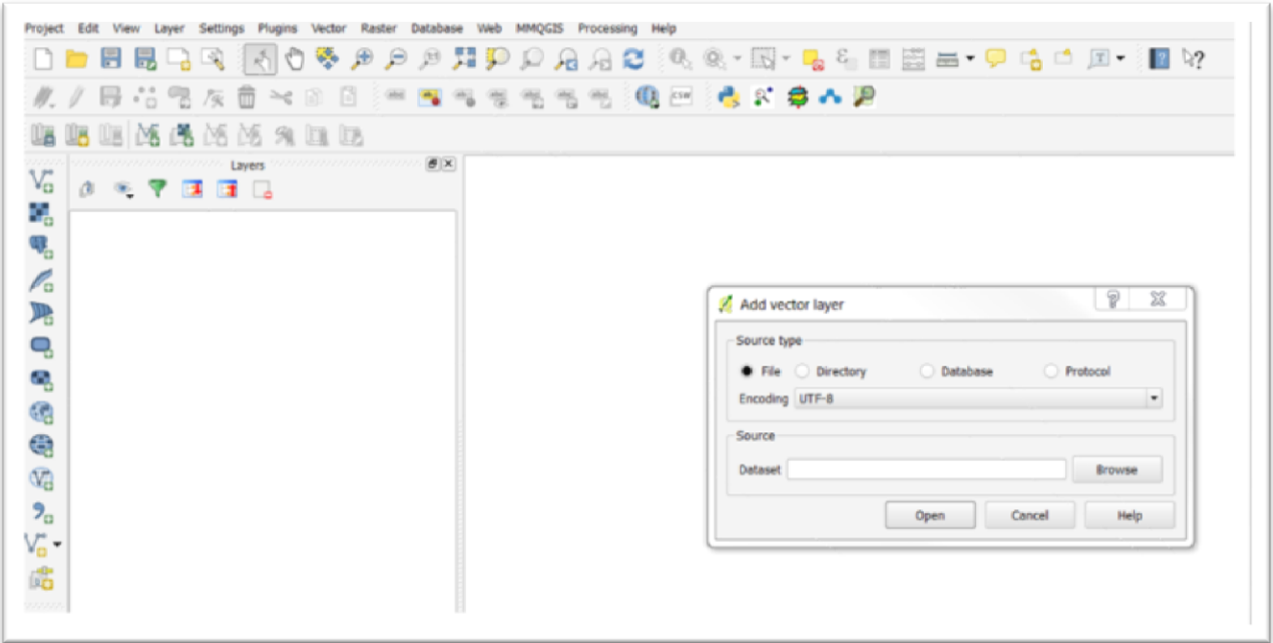 Project Edit View Layer Settings Plugins Vector Raster Database Web MMQGIS Processing Help
CSW
Layers
Add vector layer
Source type
File Directory Database Protocol
Encoding UTF-8
Source
Dataset Browse
Open Cancel Help